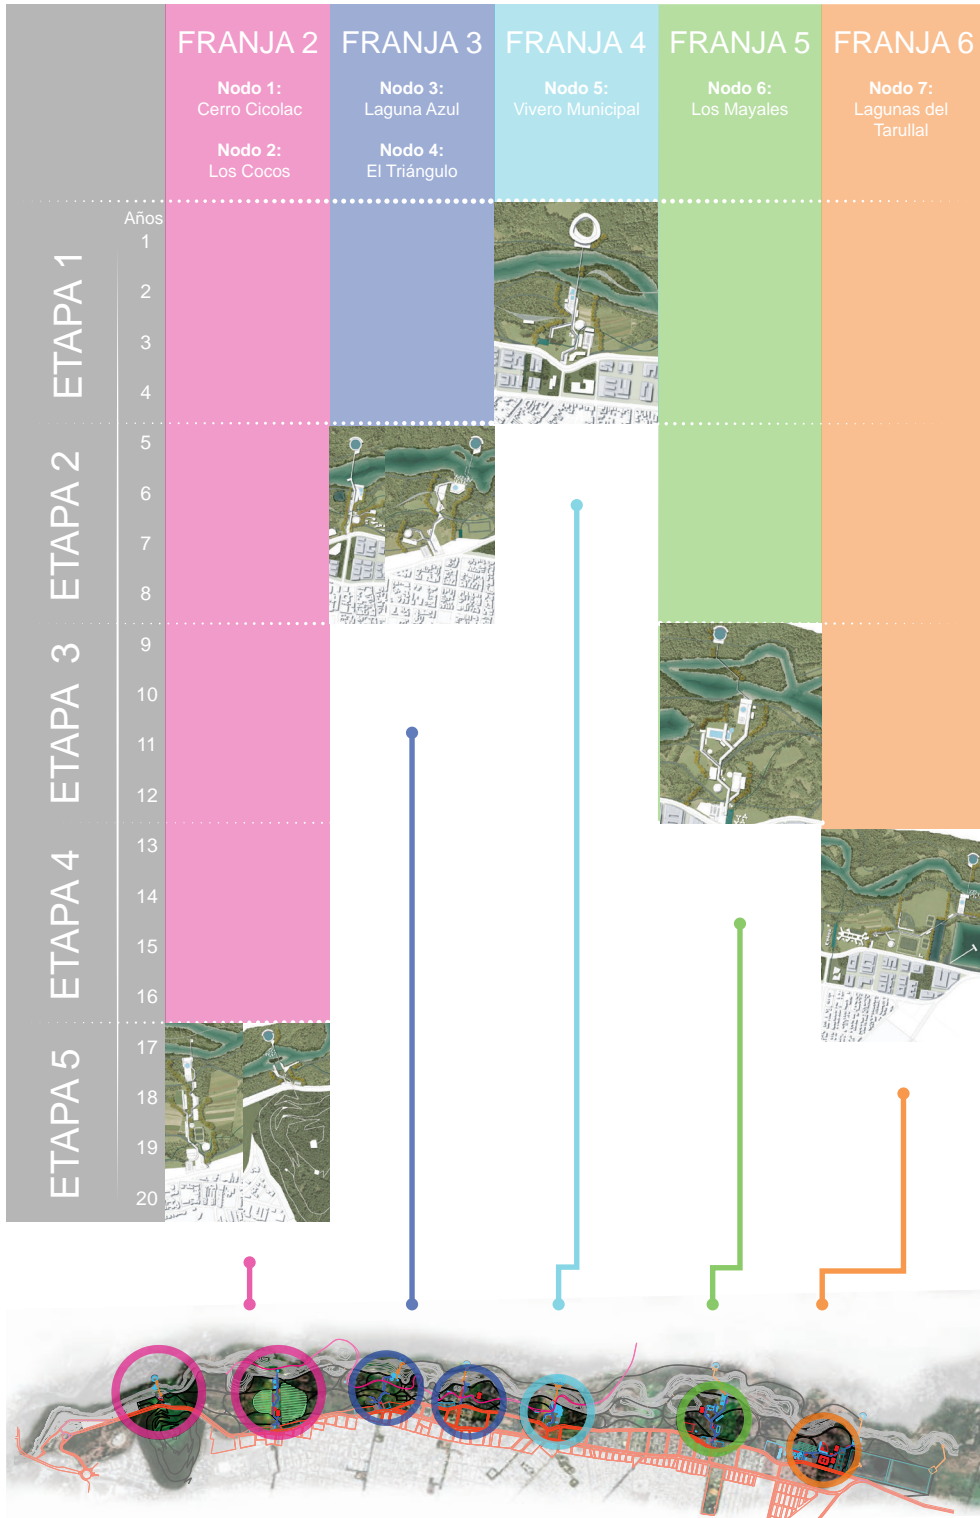 FRANJA 2
Nodo 1:
Cerro Cicolac
Nodo 2:
Los Cocos
FRANJA 3
Nodo 3:
Laguna Azul
Nodo 4:
El Triángulo
FRANJA 4
Nodo 5:
Vivero Municipal
FRANJA 5
Nodo 6:
Los Mayales
FRANJA 6
Nodo 7:
Lagunas del
Tarullal
Años
ETAPA 1
1
2
3
4
ETAPA 2
5
6
7
8
ETAPA 3
9
10
11
12
ETAPA 4
13
14
15
16
ETAPA 5
17
18
19
20